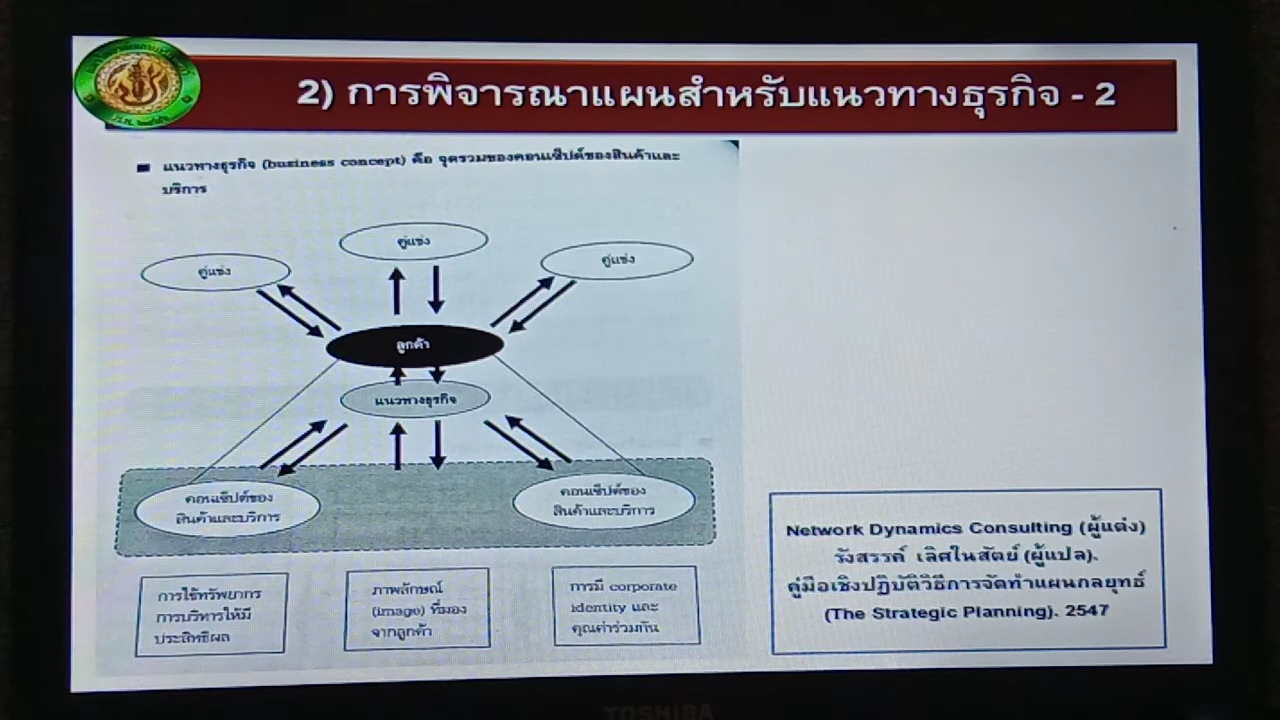 2) การพิจารณาแผนสำหรับแนวทางธุรกิจ - 2
แนวทางธุรกิจ (business concept) คือ จุดรวมของคอนเซ็ปต์ของสินค้าและ
บริการ
คู่แข่ง
คู่แข่ง
คู่แข่ง
ลูกค้า
แนวทางธุรกิจ
คอนเซ็ปต์ของ
สินค้าและบริการ
คอนเซ็ปต์ของ
สินค้าและบริการ
การใช้ทรัพยากร
การบริหารให้มี
ประสิทธิผล
ภาพลักษณ์
(image) ที่มอง
จากลูกค้า
การมี corporate
identity และ
คุณค่าร่วมกัน
Network Dynamics Consulting (ผู้แต่ง)
รังสรรค์ เลิศในสัตย์ (ผู้แปล).
คู่มือเชิงปฏิบัติวิธีการจัดทำแผนกลยุทธ์
(The Strategic Planning). 2547
TOSHIBA